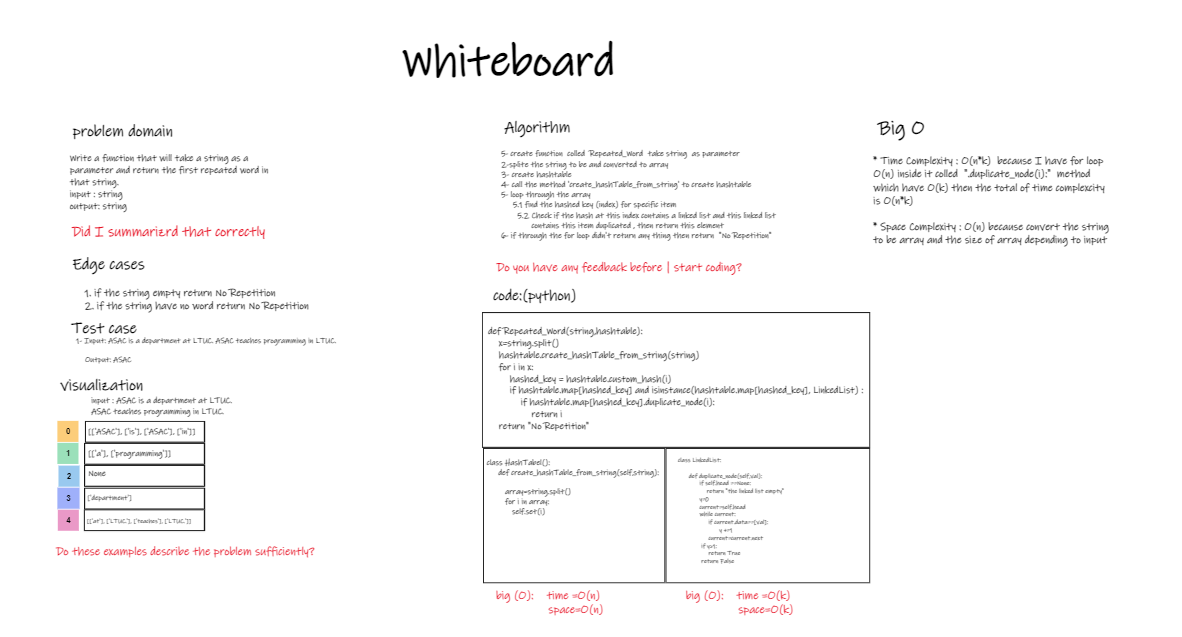 Whiteboard
problem domain
Write a function that will take a string as a
parameter and return the first repeated word in
that string.
input : string
output: string
Did I summarizrd that correctly
Edge cases
1. if the string empty return No Repetition
2. if the string have no word return No Repetition
Test case
1- Input: ASAC is a department at LTUC. ASAC teaches programming in LTUC.
Output: ASAC
visualization
input : ASAC is a department at LTUC.
ASAC teaches programming in LTUC.
0 [['ASAC'], ['is'], ['ASAC'], ['in']]
1 [['a'], ['programming']]
2 None
3 ['department']
4 [['at'], ['LTUC.'], ['teaches'], ['LTUC.']]
Do these examples describe the problem sufficiently?
Algorithm
5- create function called 'Repeated_Word' take string as parameter
2-splite the string to be and converted to array
3- create hashtable
4- call the method 'create_hashTable_from_string' to create hashtable
5- loop through the array
5.1 find the hashed key (index) for specific item
5.2 Check if the hash at this index contains a linked list and this linked list
contains this item duplicated , then return this element
6- if through the for loop didn't return any thing then return "No Repetition"
Do you have any feedback before I start coding?
code:(python)
def Repeated_Word(string,hashtable):
x=string.split()
hashtable.create_hashTable_from_string(string)
for i in x:
hashed_key = hashtable.custom_hash(i)
if hashtable.map[hashed_key] and isinstance(hashtable.map[hashed_key], LinkedList) :
if hashtable.map[hashed_key].duplicate_node(i):
return i
return "No Repetition"
class HashTabel():
def create_hashTable_from_string(self,string):
array=string.split()
for i in array:
self.set(i)
class LinkedList:
def duplicate_node(self,val):
if self.head ==None:
return "the linked list empty"
y=0
current=self.head
while current:
if current.data==[val]:
y +=1
current=current.next
if y>1:
return True
return False
big (O): time =O(n)
space=O(n)
big (O): time =O(k)
space=O(k)
Big O
* Time Complexity : O(n*k) because I have for loop
O(n) inside it colled ".duplicate_node(i):" method
which have O(k) then the total of time complexcity
is O(n*k)
* Space Complexity : O(n) because convert the string
to be array and the size of array depending to input